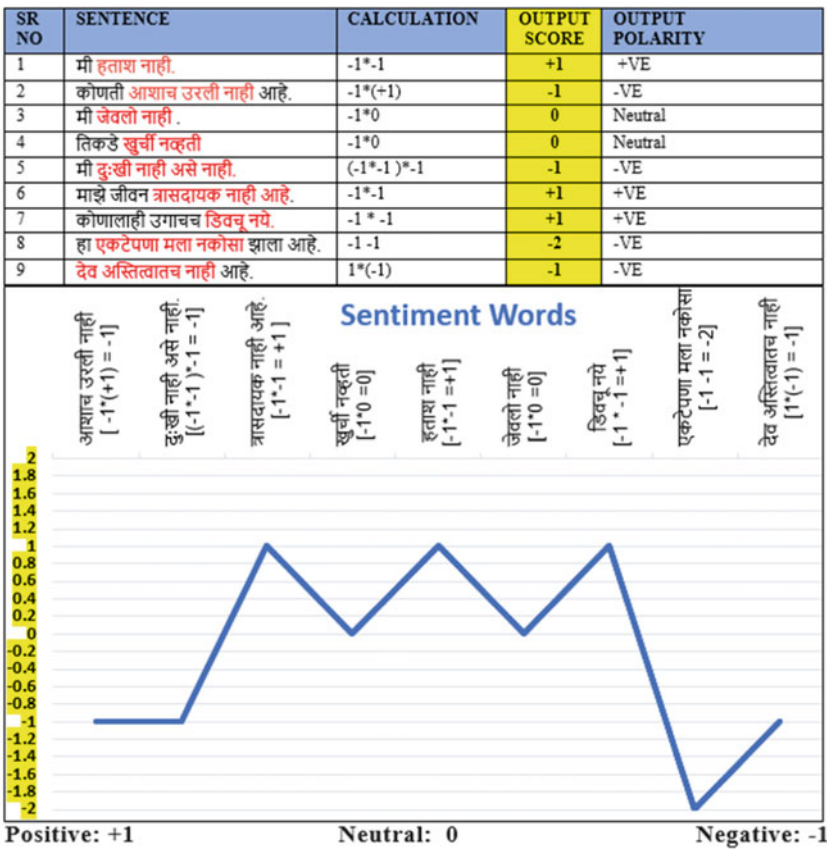 SR NO SENTENCE CALCULATION OUTPUT SCORE OUTPUT POLARITY
1 मी हताश नाही. -1*-1 +1 +VE
2 कोणती आशाच उरली नाही आहे. -1*(+1) -1 -VE
3 मी जेवलो नाही . -1*0 0 Neutral
4 तिकडे खुर्ची नव्हती -1*0 0 Neutral
5 मी दुःखी नाही असे नाही. (-1*-1 )*-1 -1 -VE
6 माझे जीवन त्रासदायक नाही आहे. -1*-1 +1 +VE
7 कोणालाही उगाचच डिवचू नये. -1 * -1 +1 +VE
8 हा एकटेपणा मला नकोसा झाला आहे. -1 -1 -2 -VE
9 देव अस्तित्वातच नाही आहे. 1*(-1) -1 -VE
Sentiment Words
आशाच उरली नाही
[ -1*(+1) = -1]
दुःखी नाही असे नाही.
[(-1*-1 )*-1 = -1]
त्रासदायक नाही आहे.
[-1*-1 = +1 ]
खुर्ची नव्हती
[-1*0 =0]
हताश नाही
[-1*-1 =+1]
जेवलो नाही
[-1*0 =0]
डिवचू नये
[-1 * -1 =+1]
एकटेपणा मला नकोसा
[-1 -1 = -2]
देव अस्तित्वातच नाही
[1*(-1) = -1]
2
1.8
1.6
1.4
1.2
1
0.8
0.6
0.4
0.2
0
-0.2
-0.4
-0.6
-0.8
-1
-1.2
-1.4
-1.6
-1.8
-2
Positive: +1 Neutral: 0 Negative: -1